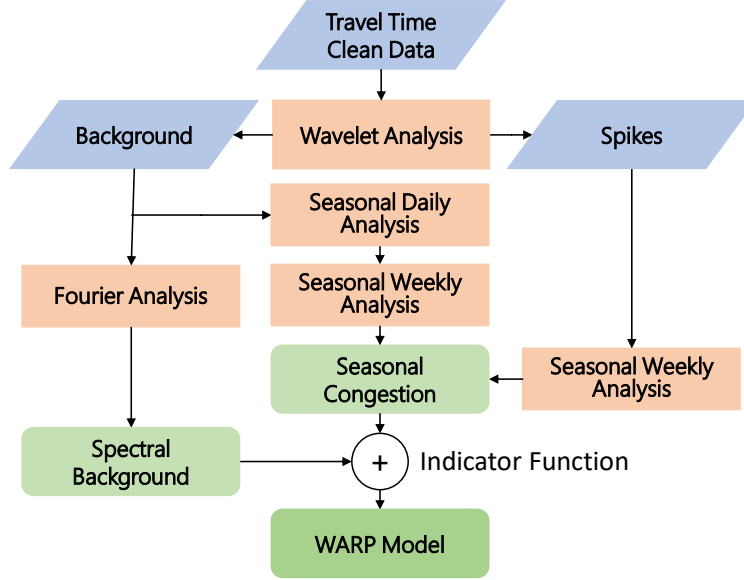 Travel Time
Clean Data
Background
Wavelet Analysis
Spikes
Seasonal Daily
Analysis
Fourier Analysis
Seasonal Weekly
Analysis
Seasonal
Congestion
Seasonal Weekly
Analysis
Spectral
Background
+
Indicator Function
WARP Model